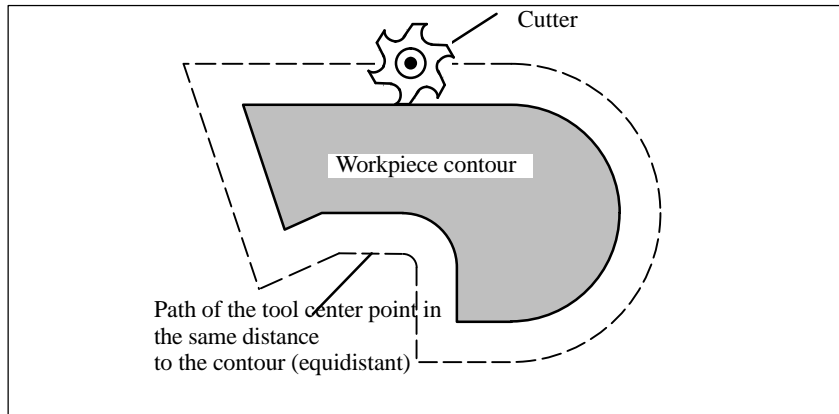 Cutter
Workpiece contour
Path of the tool center point in
the same distance
to the contour (equidistant)